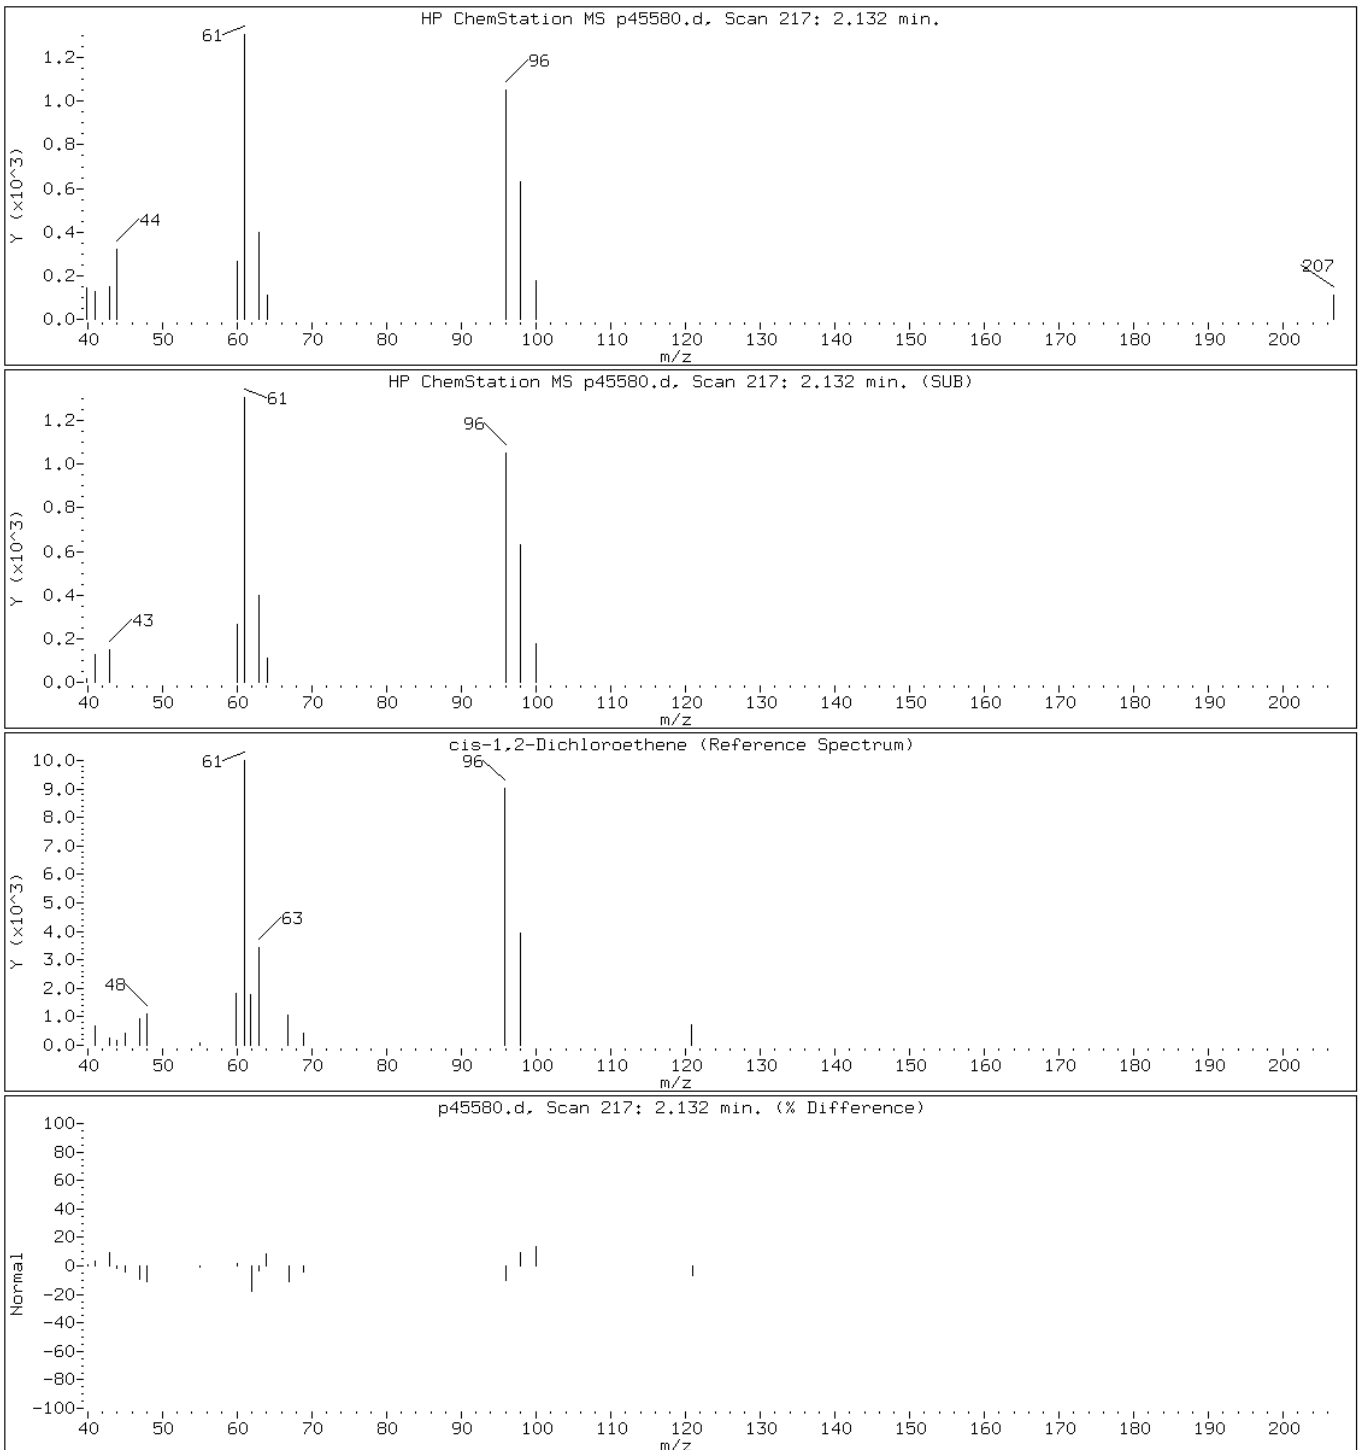 HP ChemStation MS p45580.d, Scan 217: 2.132 min.
Y (x10^3)
1.2
1.0
0.8
0.6
0.4
0.2
0.0
61
96
44
207
40 50 60 70 80 90 100 110 120 130 140 150 160 170 180 190 200
m/z
HP ChemStation MS p45580.d, Scan 217: 2.132 min. (SUB)
Y (x10^3)
1.2
1.0
0.8
0.6
0.4
0.2
0.0
61
96
43
40 50 60 70 80 90 100 110 120 130 140 150 160 170 180 190 200
m/z
cis-1,2-Dichloroethene (Reference Spectrum)
Y (x10^3)
10.0
9.0
8.0
7.0
6.0
5.0
4.0
3.0
2.0
1.0
0.0
61
96
63
48
40 50 60 70 80 90 100 110 120 130 140 150 160 170 180 190 200
m/z
p45580.d, Scan 217: 2.132 min. (% Difference)
Normal
100
80
60
40
20
0
-20
-40
-60
-80
-100
40 50 60 70 80 90 100 110 120 130 140 150 160 170 180 190 200
m/z